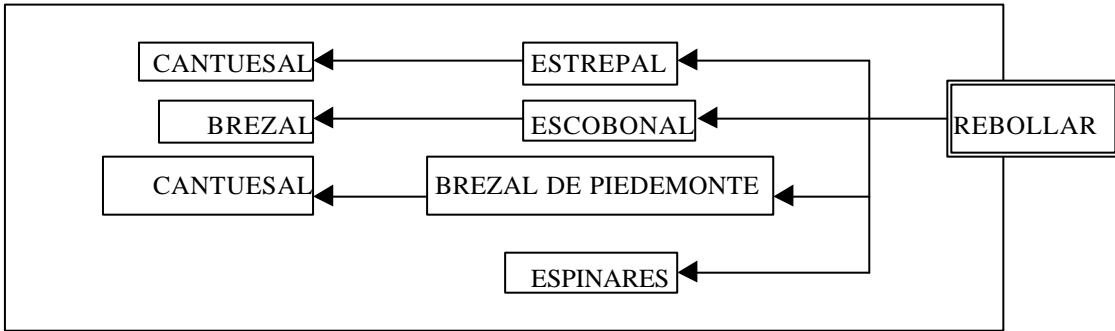 CANTUESAL ESTREPAL
BREZAL ESCOBONAL REBOLLAR
CANTUESAL BREZAL DE PIEDEMONTE
ESPINARES